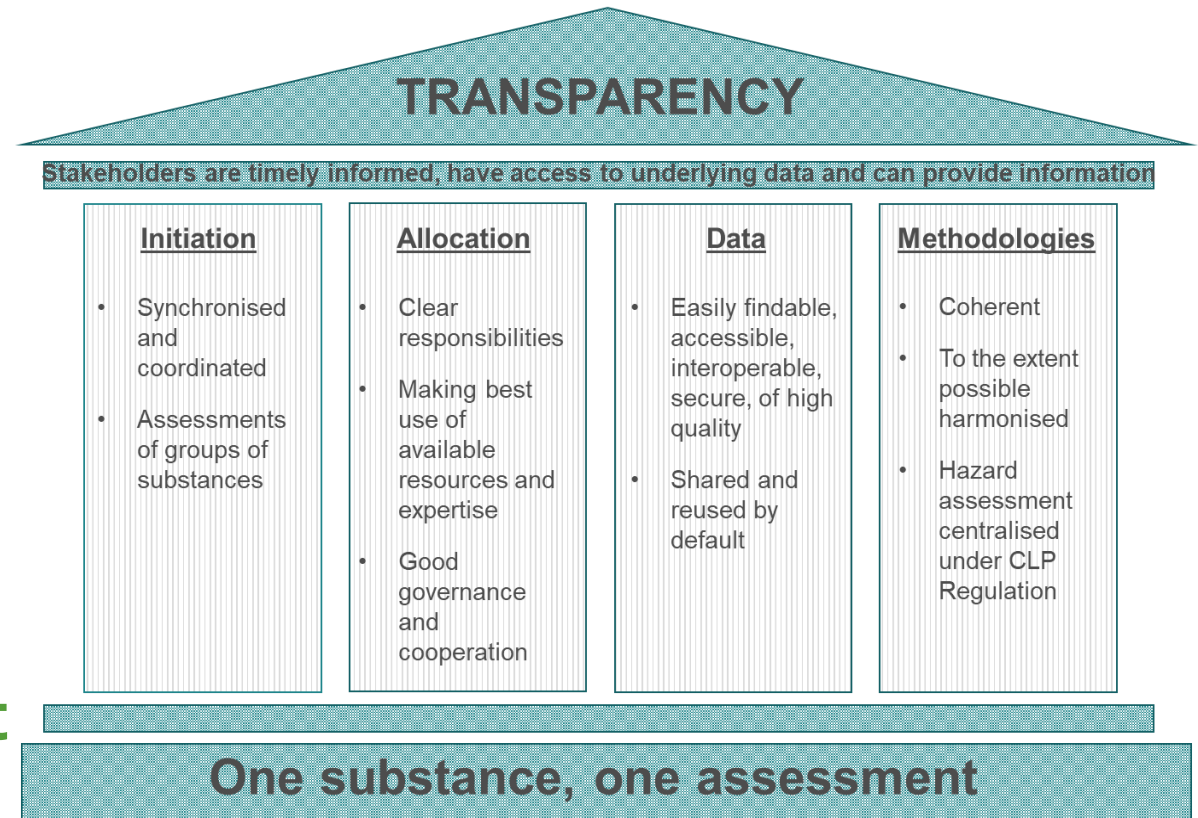 TRANSPARENCY
Stakeholders are timely informed, have access to underlying data and can provide information
Initiation
• Synchronised
and
coordinated
• Assessments
of groups of
substances
Allocation
• Clear
responsibilities
• Making best
use of
available
resources and
expertise
• Good
governance
and
cooperation
Data
• Easily findable,
accessible,
interoperable,
secure, of high
quality
• Shared and
reused by
default
Methodologies
• Coherent
• To the extent
possible
harmonised
• Hazard
assessment
centralised
under CLP
Regulation
t
One substance, one assessment